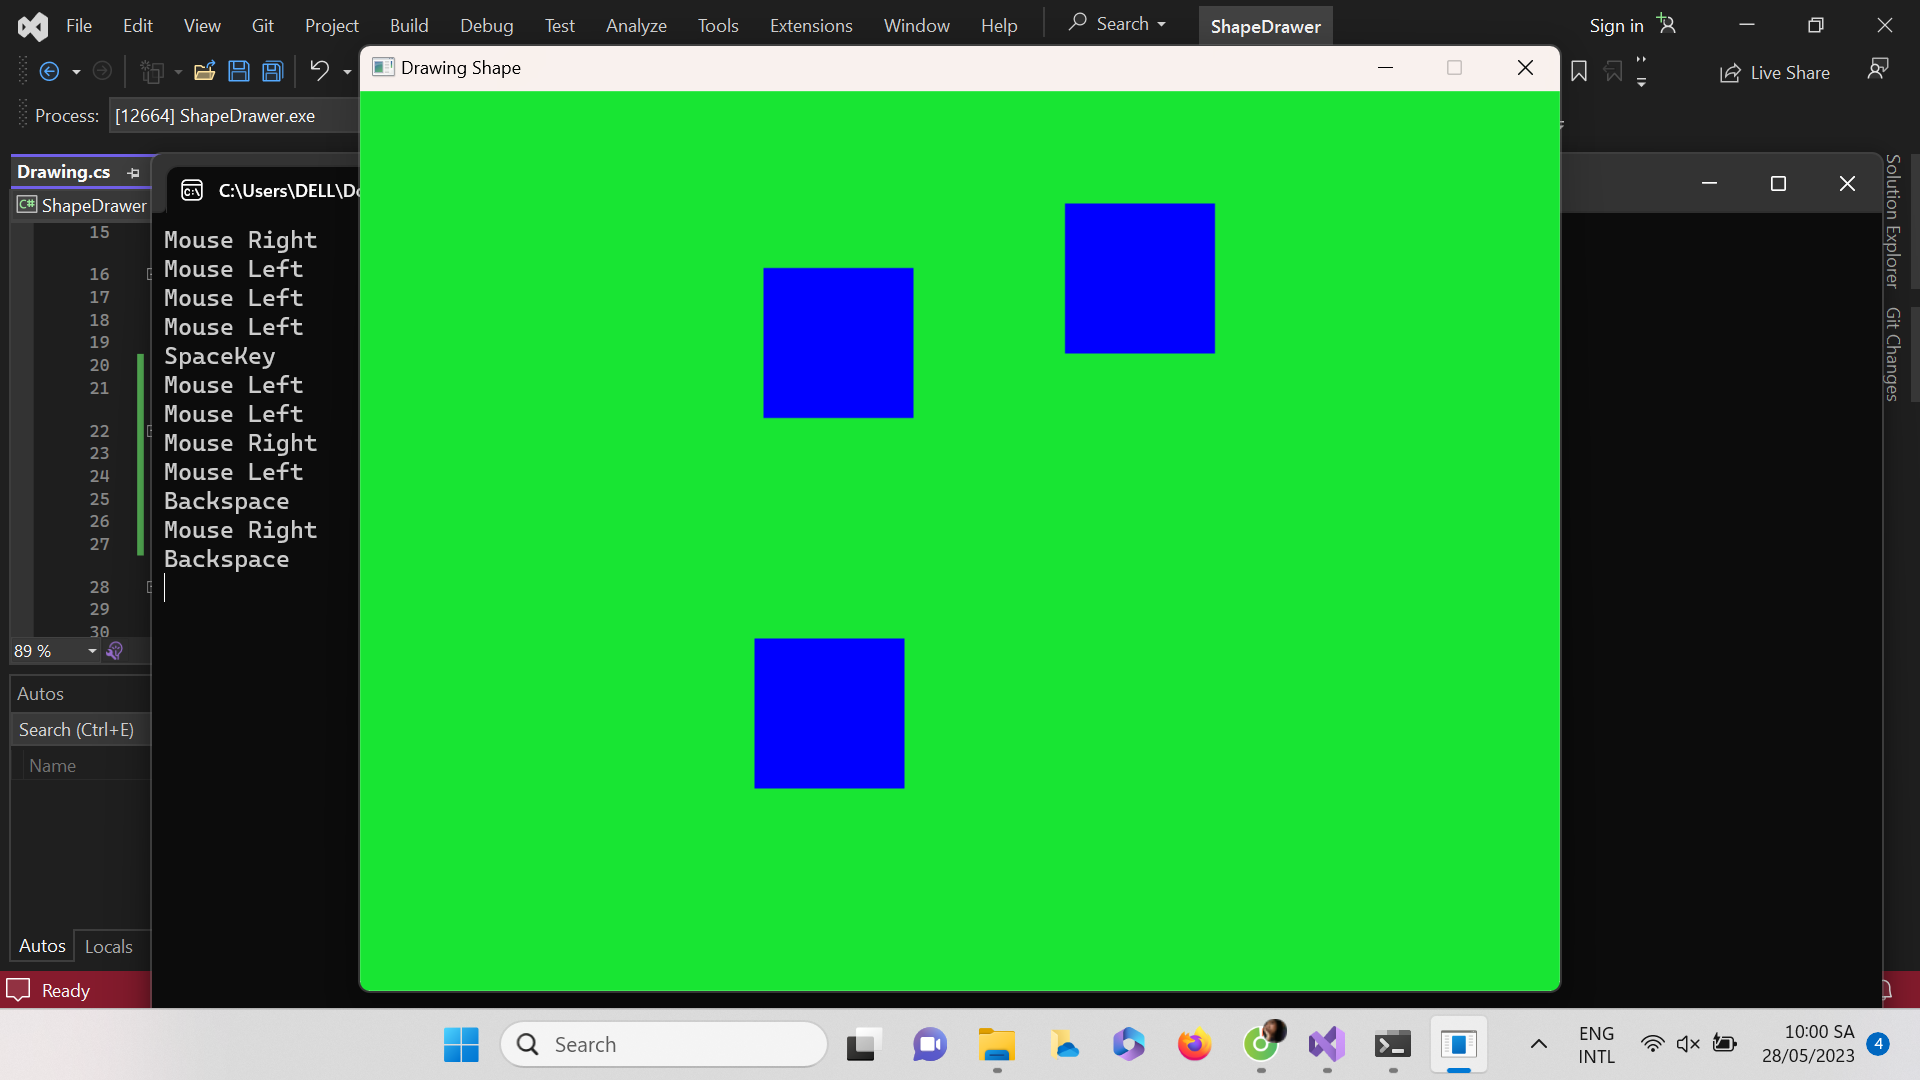 File Edit View Git Project Build Debug Test Analyze Tools Extensions Window Help Search ShapeDrawer Sign in
Live Share
Process: [12664] ShapeDrawer.exe
Drawing Shape
Drawing.cs
ShapeDrawer
C:\Users\DELL\Do
15
16
17
18
19
20
21
22
23
24
25
26
27
28
29
30
Mouse Right
Mouse Left
Mouse Left
Mouse Left
SpaceKey
Mouse Left
Mouse Left
Mouse Right
Mouse Left
Backspace
Mouse Right
Backspace
89 %
Autos
Search (Ctrl+E)
Name
Autos Locals
Ready
Solution Explorer
Git Changes
Search
ENG
INTL
10:00 SA
28/05/2023
4